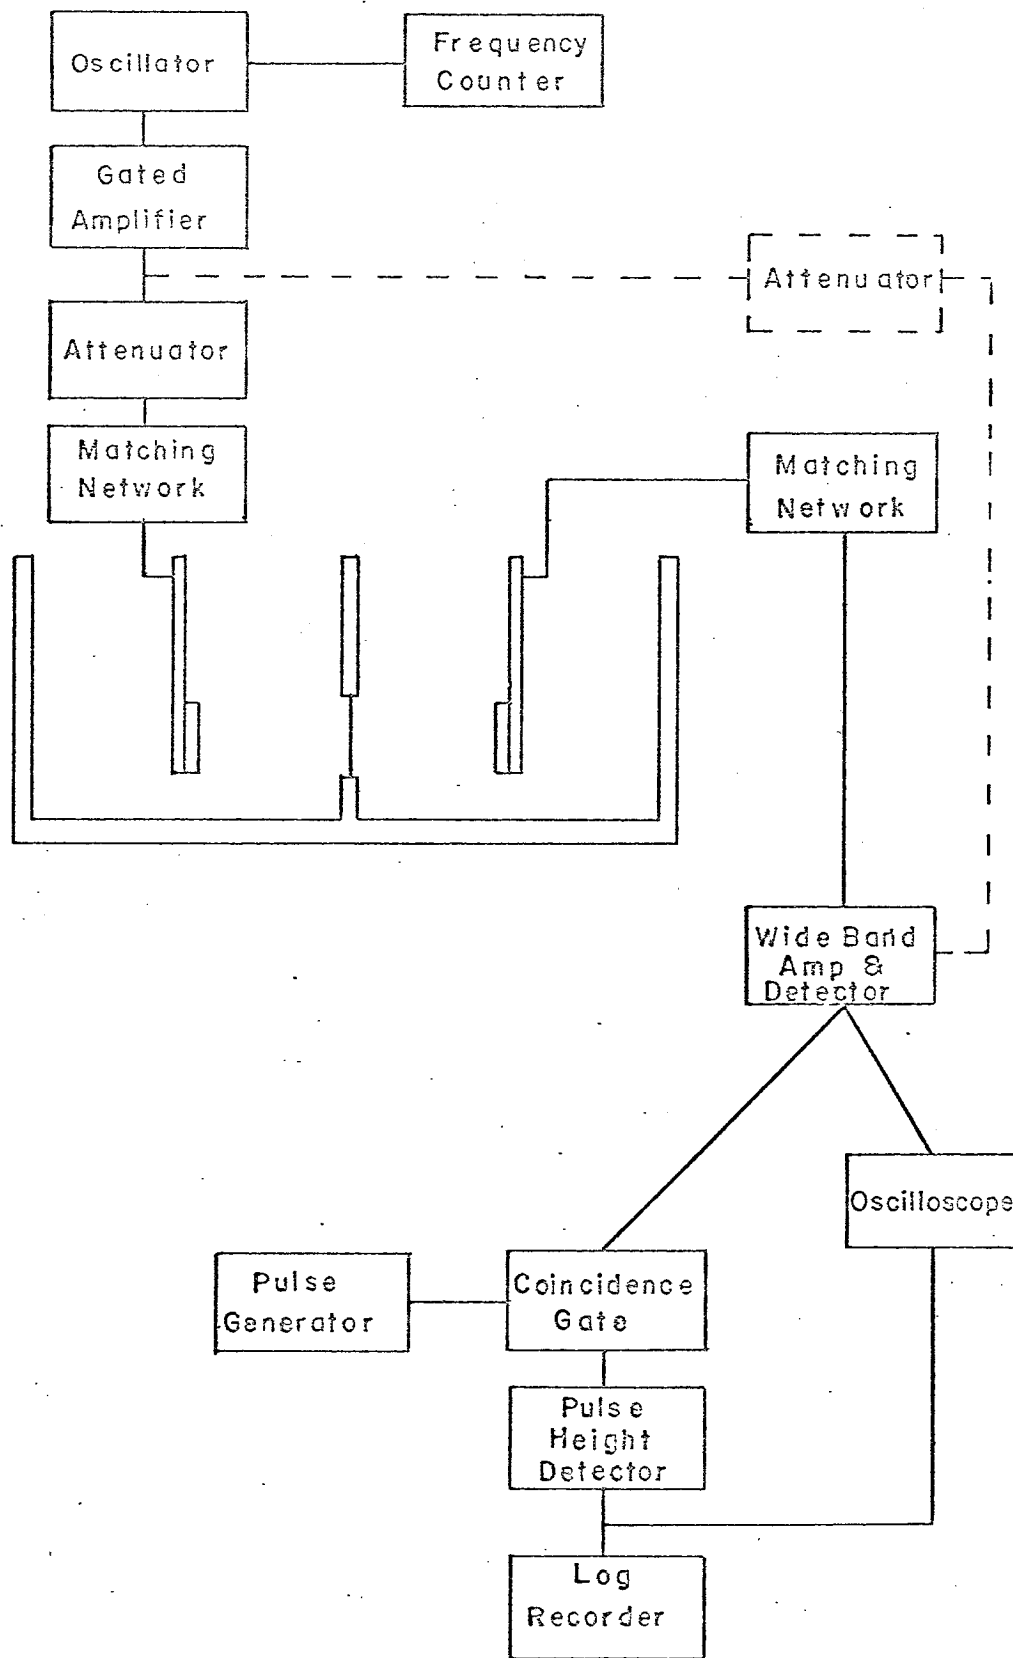 Oscillator
Frequency
Counter
Gated
Amplifier
Attenuator
Attenuator
Matching
Network
Matching
Network
Wide Band
Amp &
Detector
Oscilloscope
Pulse
Generator
Coincidence
Gate
Pulse
Height
Detector
Log
Recorder